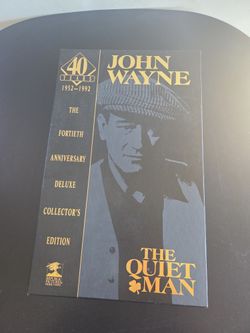 40
YEARS
1952–1992
THE
FORTIETH
ANNIVERSARY
DELUXE
COLLECTOR'S
EDITION
JOHN
WAYNE
THE
QUIET
MAN